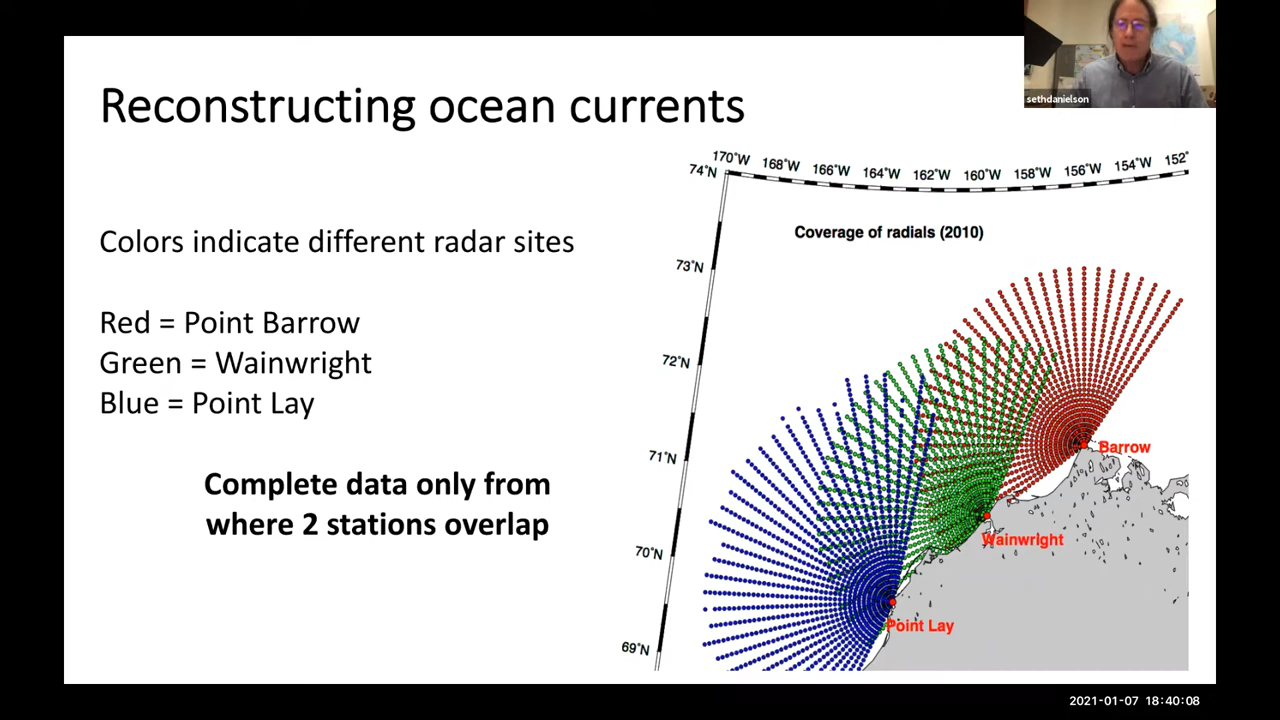 sethdanielson
Reconstructing ocean currents
Colors indicate different radar sites
Red = Point Barrow
Green = Wainwright
Blue = Point Lay
Complete data only from
where 2 stations overlap
170°W 168°W 166°W 164°W 162°W 160°W 158°W 156°W 154°W 152°
74°N
Coverage of radials (2010)
73°N
72°N
71°N
70°N
69°N
Barrow
Wainwright
Point Lay
2021-01-07 18:40:08